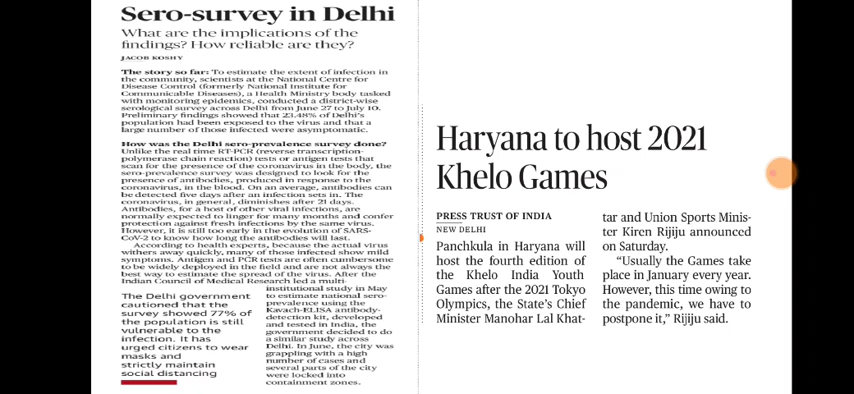 Sero-survey in Delhi
What are the implications of the
findings? How reliable are they?
JACOB KOSHY
The story so far: To estimate the extent of infection in
the community, scientists at the National Centre for
Disease Control (formerly National Institute for
Communicable Diseases), a Health Ministry body tasked
with monitoring epidemics, conducted a district-wise
serological survey across Delhi from June 27 to July 10.
Preliminary findings showed that 23.48% of Delhi's
population had been exposed to the virus and that a
large number of those infected were asymptomatic.
How was the Delhi sero-prevalence survey done?
Unlike the real time RT-PCR (reverse transcription-
polymerase chain reaction) tests or antigen tests that
scan for the presence of the coronavirus in the body, the
sero-prevalence survey was designed to look for the
presence of antibodies, produced in response to the
coronavirus, in the blood. On an average, antibodies can
be detected five days after an infection sets in. The
coronavirus, in general, diminishes after 21 days.
Antibodies, for a host of other viral infections, are
normally expected to linger for many months and confer
protection against fresh infections by the same virus.
However, it is still too early in the evolution of SARS-
CoV-2 to know how long the antibodies will last.
According to health experts, because the actual virus
withers away quickly, many of those infected show mild
symptoms. Antigen and PCR tests are often cumbersome
to be widely deployed in the field and are not always the
best way to estimate the spread of the virus. After the
Indian Council of Medical Research led a multi-
institutional study in May
to estimate national sero-
prevalence using the
Kavach-ELISA antibody-
detection kit, developed
and tested in India, the
government decided to do
a similar study across
Delhi. In June, the city was
grappling with a high
number of cases and
several parts of the city
were locked into
containment zones.
The Delhi government
cautioned that the
survey showed 77% of
the population is still
vulnerable to the
infection. It has
urged citizens to wear
masks and
strictly maintain
social distancing
Haryana to host 2021
Khelo Games
PRESS TRUST OF INDIA
NEW DELHI
Panchkula in Haryana will
host the fourth edition of
the Khelo India Youth
Games after the 2021 Tokyo
Olympics, the State's Chief
Minister Manohar Lal Khat-
tar and Union Sports Minis-
ter Kiren Rijiju announced
on Saturday.
"Usually the Games take
place in January every year.
However, this time owing to
the pandemic, we have to
postpone it," Rijiju said.